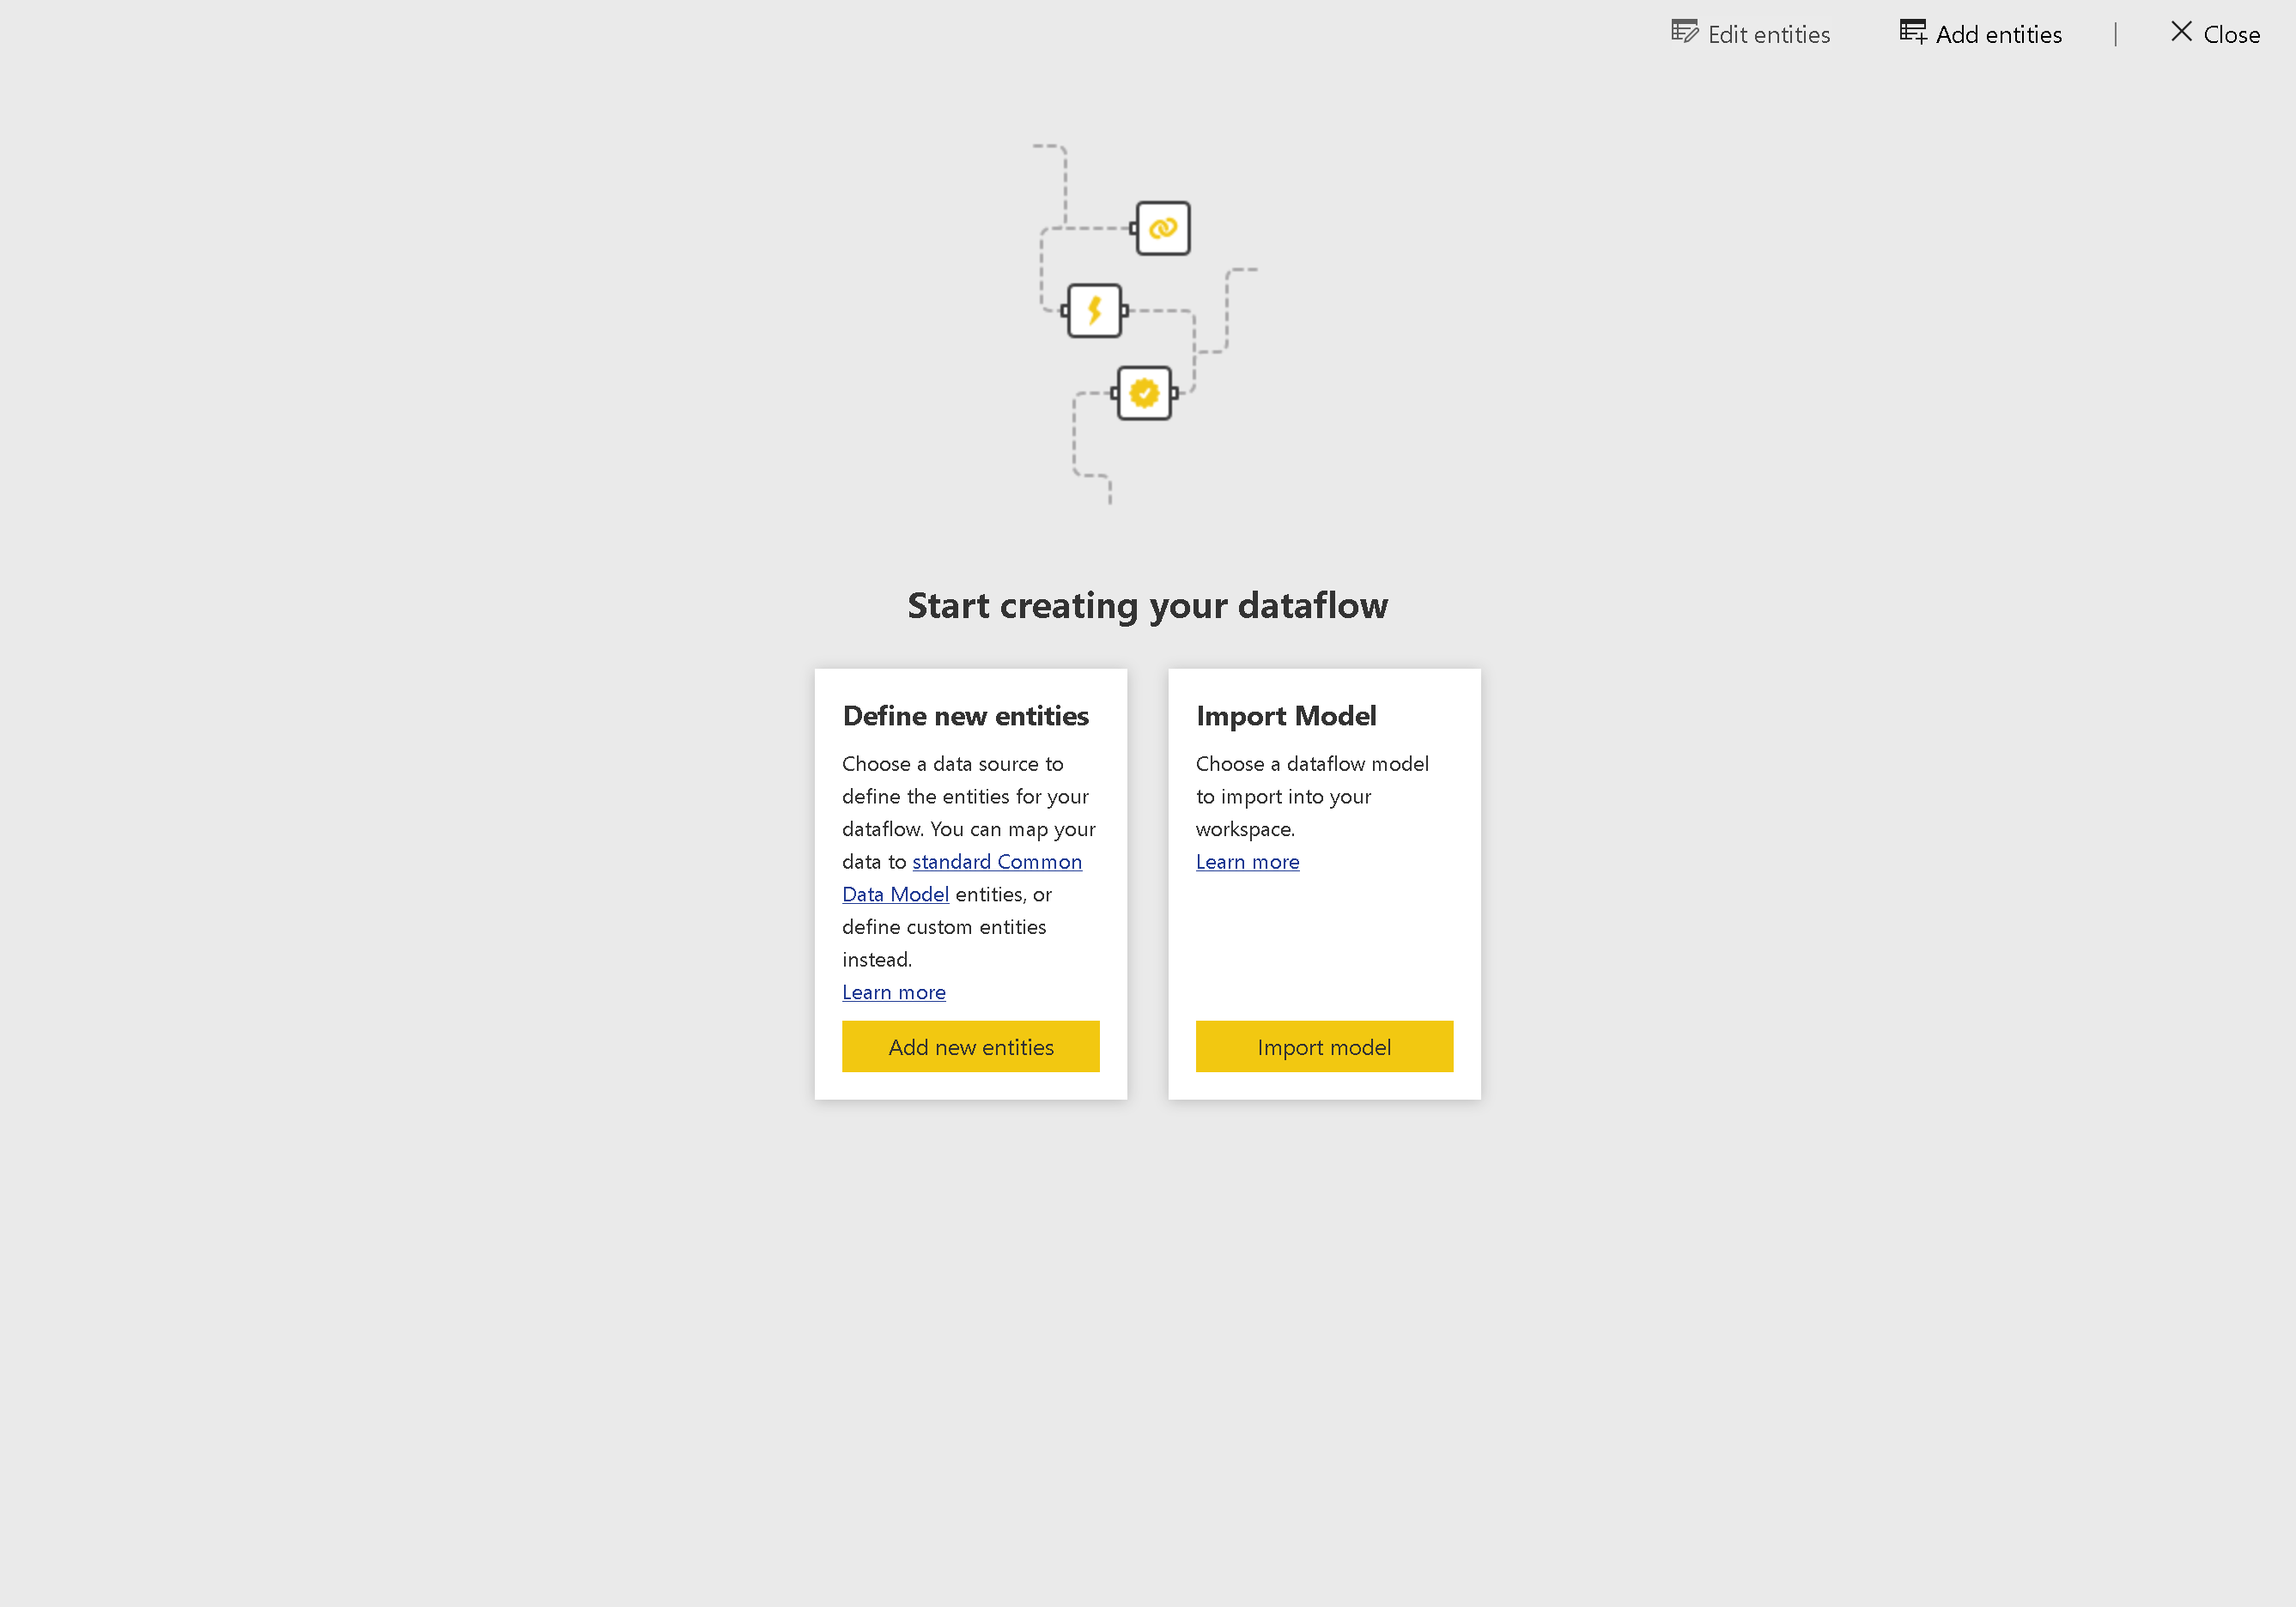 Edit entities
Add entities
Close
Start creating your dataflow
Define new entities
Choose a data source to
define the entities for your
dataflow. You can map your
data to standard Common
Data Model entities, or
define custom entities
instead.
Learn more
Add new entities
Import Model
Choose a dataflow model
to import into your
workspace.
Learn more
Import model